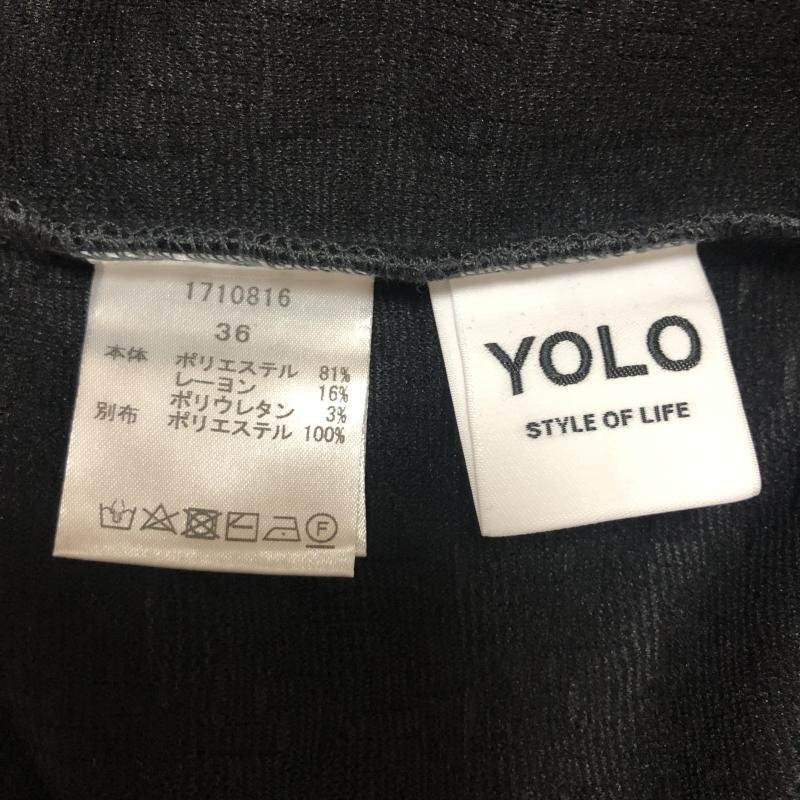 1710816
36
本体 ポリエステル 81%
レーヨン 16%
ポリウレタン 3%
別布 ポリエステル 100%
F
YOLO
STYLE OF LIFE